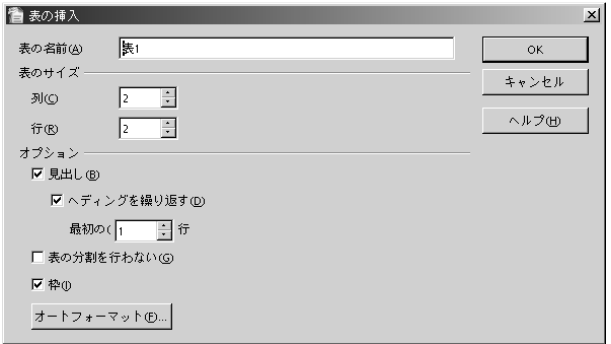 表の挿入
表の名前(A) 表1
OK
表のサイズ
キャンセル
列(C) 2
ヘルプ(H)
行(R) 2
オプション
見出し(B)
ヘディングを繰り返す(D)
最初の( 1 行
表の分割を行わない(G)
枠(I)
オートフォーマット(F)...